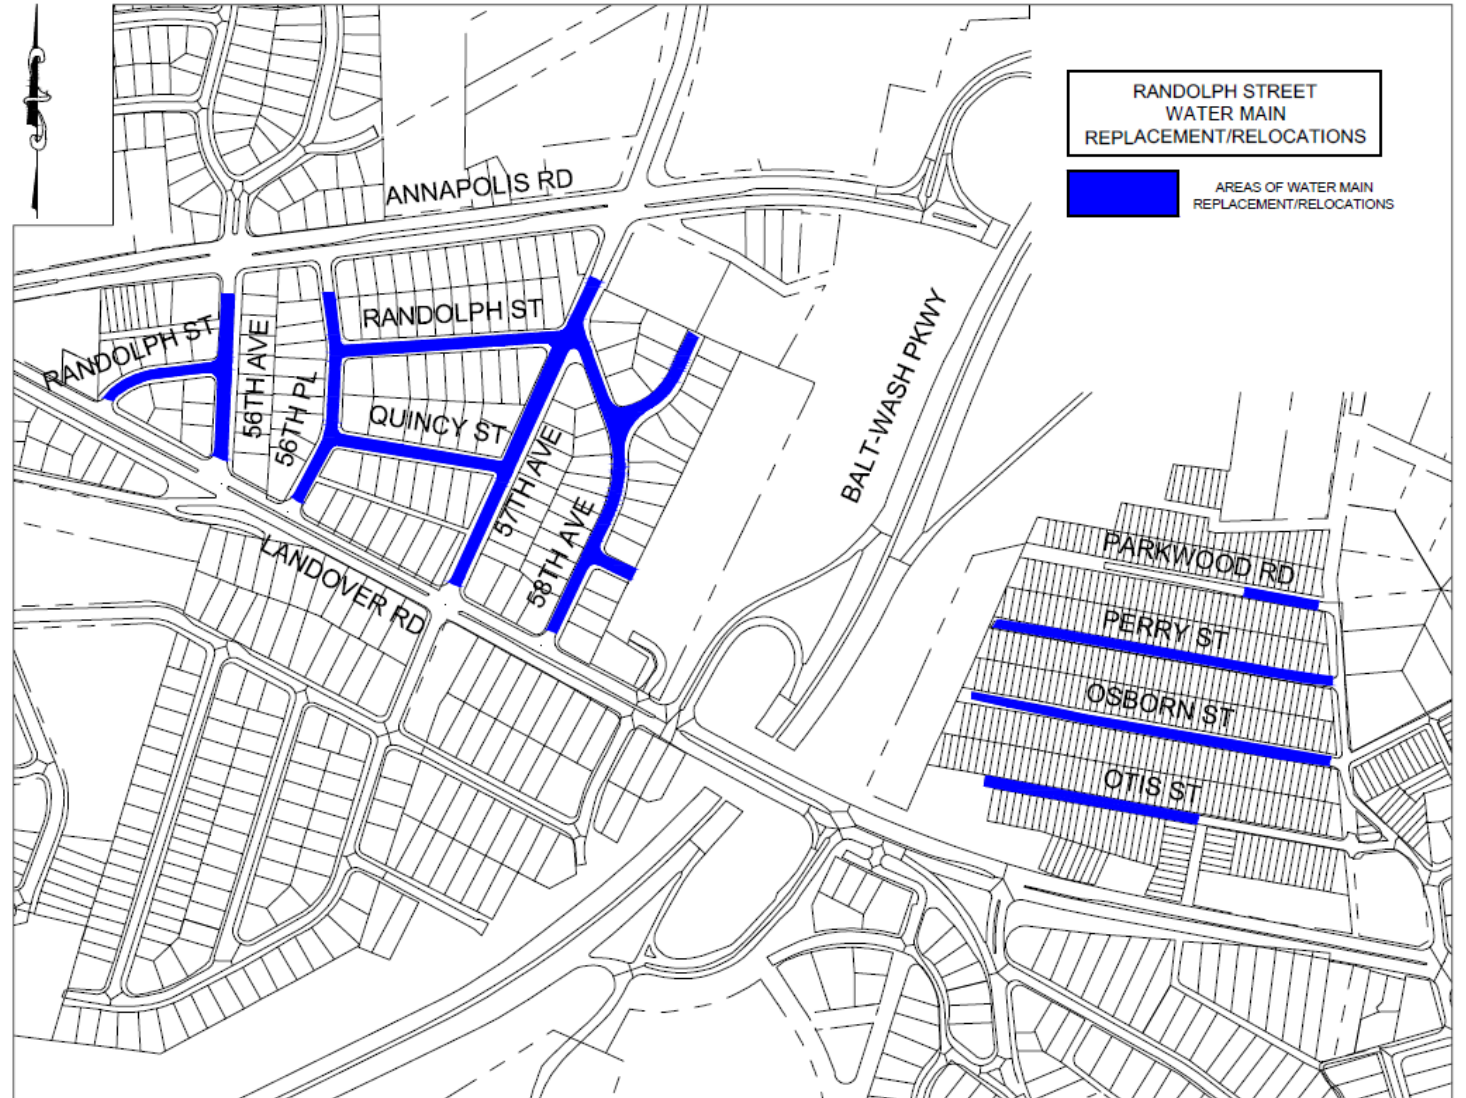 RANDOLPH STREET
WATER MAIN
REPLACEMENT/RELOCATIONS
AREAS OF WATER MAIN
REPLACEMENT/RELOCATIONS
ANNAPOLIS RD
RANDOLPH ST
RANDOLPH ST
56TH AVE
56TH PL
QUINCY ST
57TH AVE
58TH AVE
LANDOVER RD
BALT-WASH PKWY
PARKWOOD RD
PERRY ST
OSBORN ST
OTIS ST